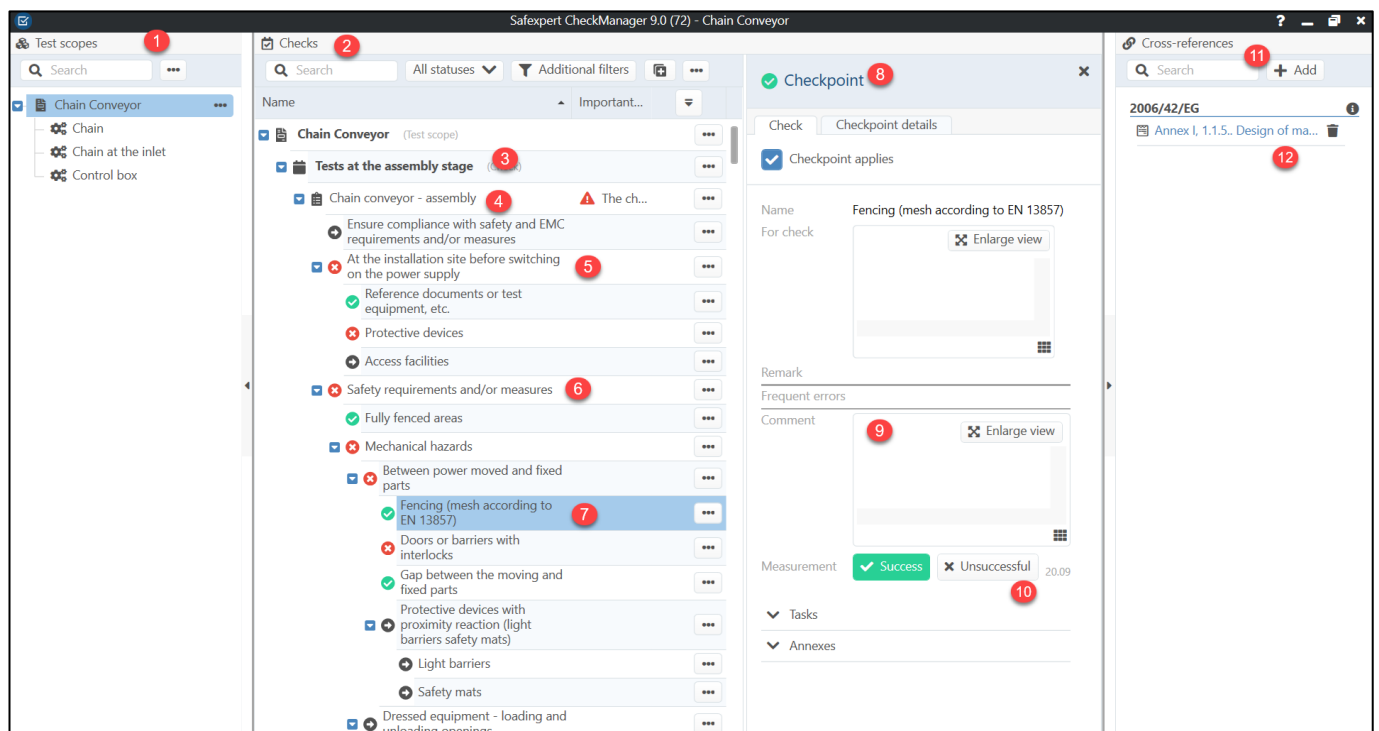 Safexpert CheckManager 9.0 (72) - Chain Conveyor
?
Test scopes
1
Search
Chain Conveyor
Chain
Chain at the inlet
Control box
Checks
2
Search
All statuses
Additional filters
Name
Important...
Chain Conveyor (Test scope)
Tests at the assembly stage
3
Chain conveyor - assembly
4
The ch...
Ensure compliance with safety and EMC
requirements and/or measures
At the installation site before switching
on the power supply
5
Reference documents or test
equipment, etc.
Protective devices
Access facilities
Safety requirements and/or measures
6
Fully fenced areas
Mechanical hazards
Between power moved and fixed
parts
Fencing (mesh according to
EN 13857)
7
Doors or barriers with
interlocks
Gap between the moving and
fixed parts
Protective devices with
proximity reaction (light
barriers safety mats)
Light barriers
Safety mats
Dressed equipment - loading and
unloading openings
Checkpoint
8
Check
Checkpoint details
Checkpoint applies
Name
Fencing (mesh according to EN 13857)
For check
Enlarge view
Remark
Frequent errors
Comment
9
Enlarge view
Measurement
Success
Unsuccessful
20.09
10
Tasks
Annexes
Cross-references
11
Search
Add
2006/42/EG
Annex I, 1.1.5.. Design of ma...
12